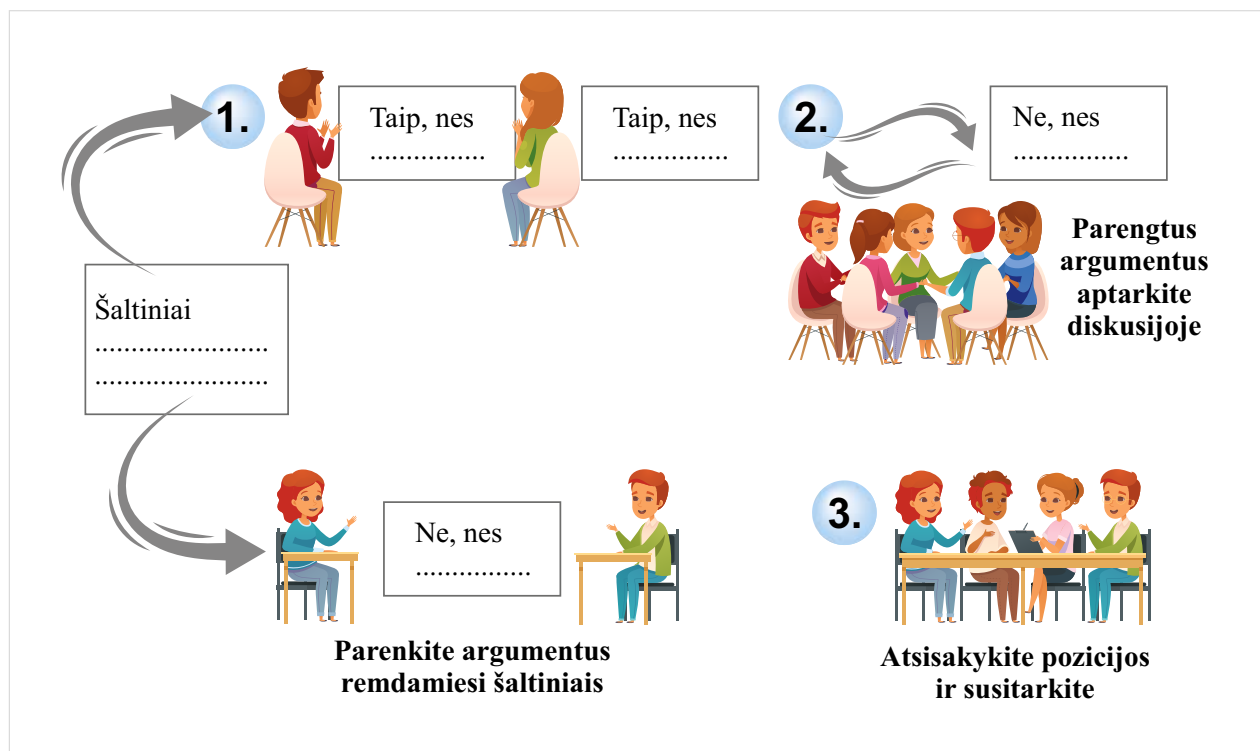 1.
Taip, nes
................
Taip, nes
................
2.
Ne, nes
................
Parengtus
argumentus
aptarkite
diskusijoje
Šaltiniai
........................
........................
Ne, nes
................
Parenkite argumentus
remdamiesi šaltiniais
3.
Atsisakykite pozicijos
ir susitarkite